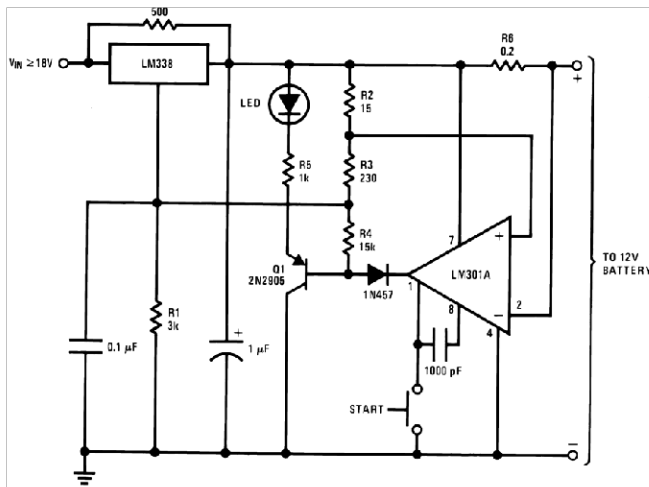 500
VIN ≥18V
LM338
R6
0.2
+
LED
R2
15
R3
230
R5
1k
R4
15k
7
+
LM301A
TO 12V
BATTERY
Q1
2N2905
1N457
1
8
−
2
4
R1
3k
0.1 μF
+
1 μF
1000 pF
START
−